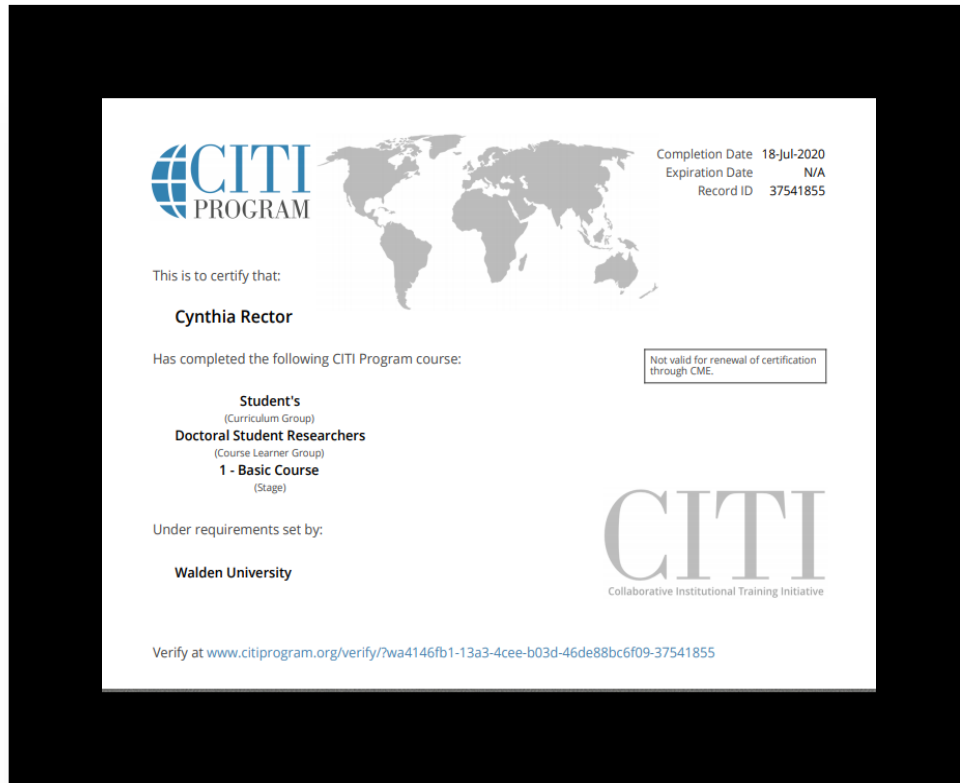 CITI
PROGRAM
Completion Date 18-Jul-2020
Expiration Date N/A
Record ID 37541855
This is to certify that:
Cynthia Rector
Has completed the following CITI Program course:
Not valid for renewal of certification
through CME.
Student's
(Curriculum Group)
Doctoral Student Researchers
(Course Learner Group)
1 - Basic Course
(Stage)
Under requirements set by:
Walden University
CITI
Collaborative Institutional Training Initiative
Verify at www.citiprogram.org/verify/?wa4146fb1-13a3-4cee-b03d-46de88bc6f09-37541855